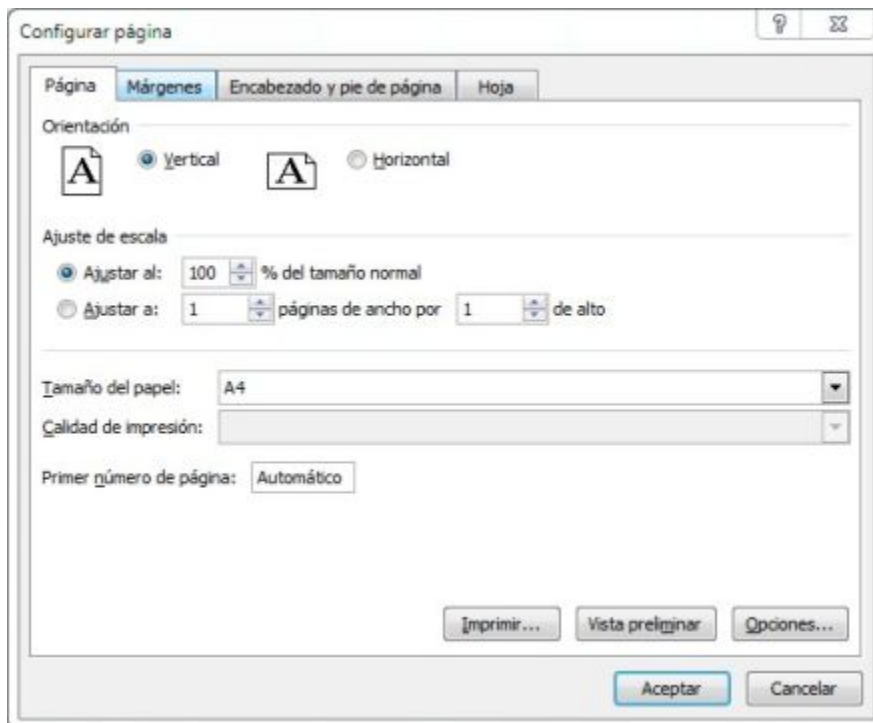 Configurar página
Página Márgenes Encabezado y pie de página Hoja
Orientación
A Vertical A Horizontal
Ajuste de escala
Ajustar al: 100 % del tamaño normal
Ajustar a: 1 páginas de ancho por 1 de alto
Tamaño del papel: A4
Calidad de impresión:
Primer número de página: Automático
Imprimir... Vista preliminar Opciones...
Aceptar Cancelar